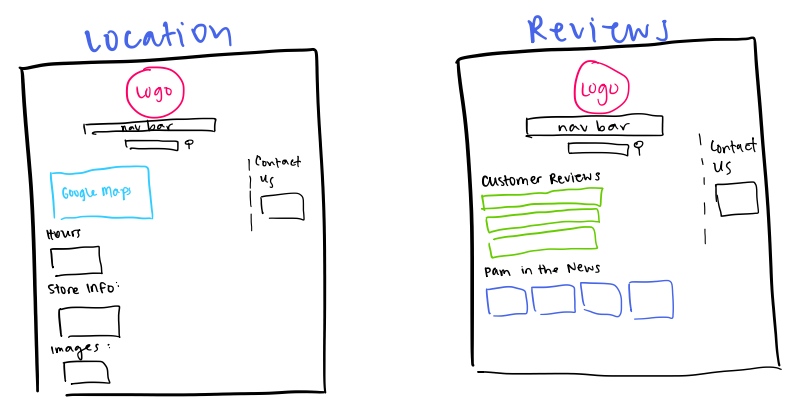 Location
Logo
nav bar
Google Maps
Contact
us
Hours
Store Info:
Images:
Reviews
Logo
nav bar
Contact
us
Customer Reviews
Pam in the News